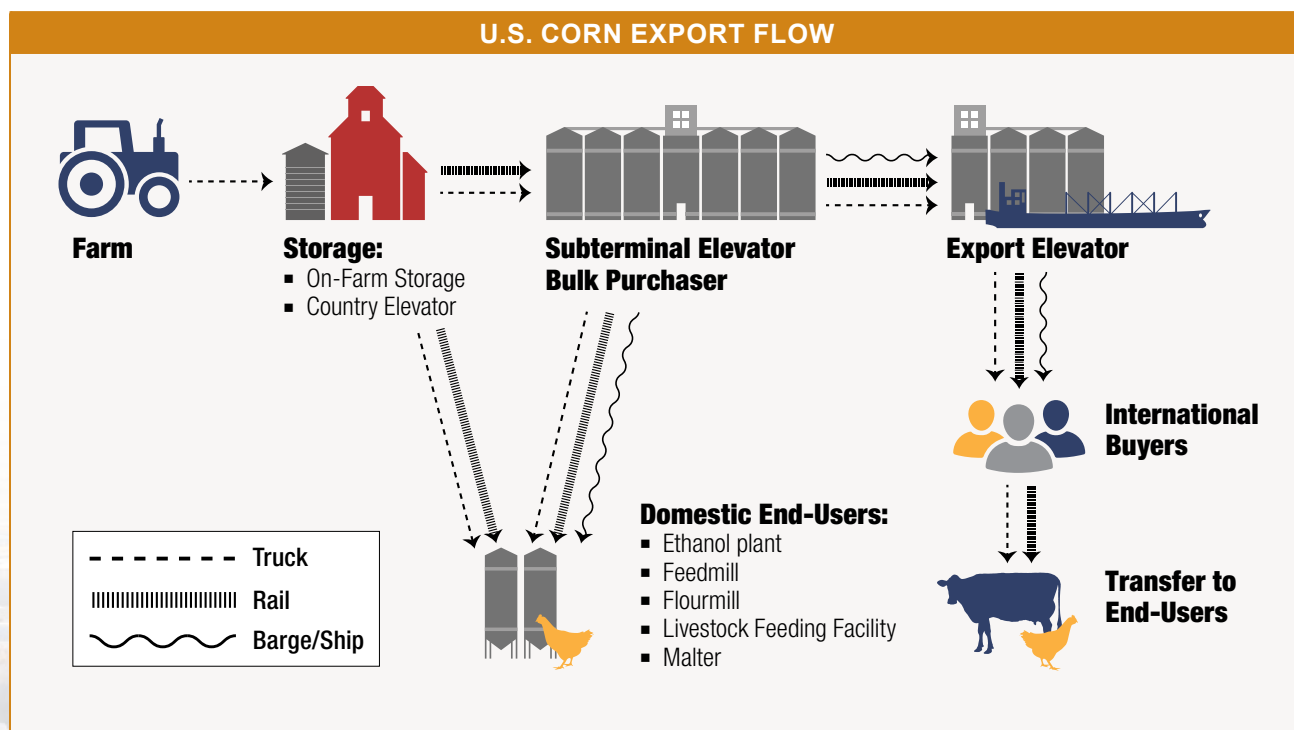 U.S. CORN EXPORT FLOW
Farm
Storage:
▪ On-Farm Storage
▪ Country Elevator
Subterminal Elevator
Bulk Purchaser
Export Elevator
International
Buyers
Domestic End-Users:
▪ Ethanol plant
▪ Feedmill
▪ Flourmill
▪ Livestock Feeding Facility
▪ Malter
Transfer to
End-Users
Truck
Rail
Barge/Ship